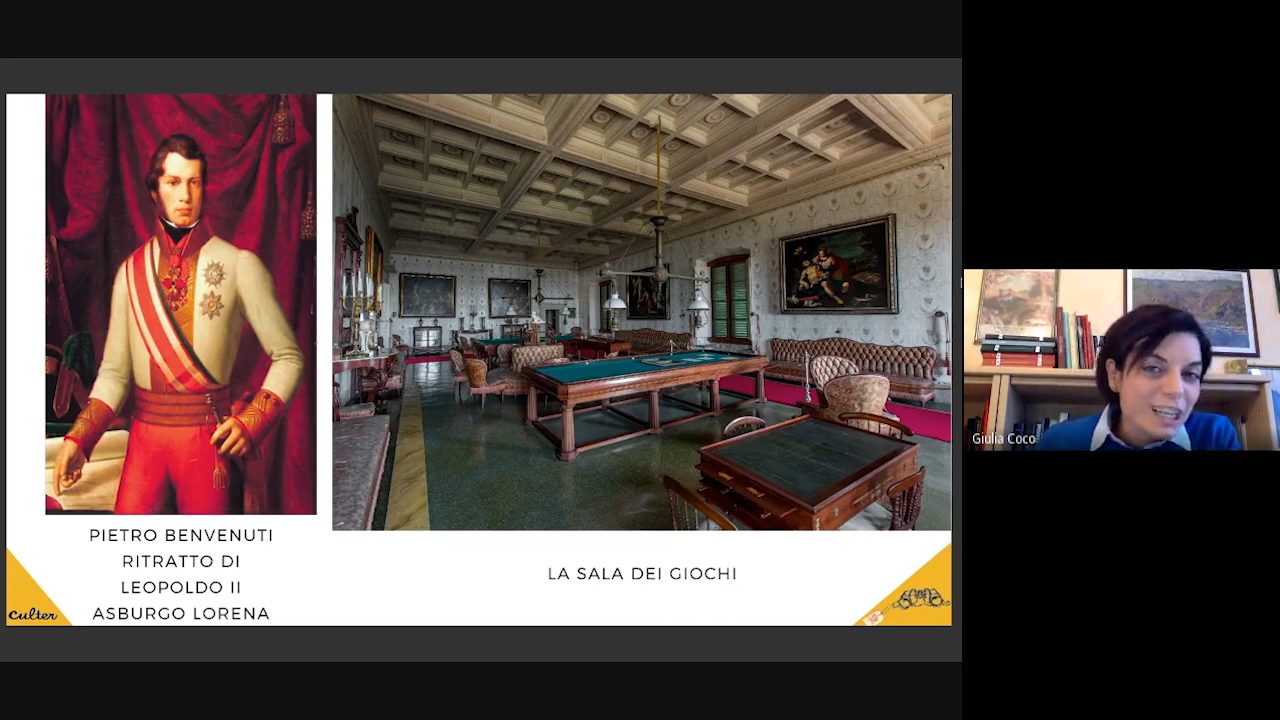 PIETRO BENVENUTI
RITRATTO DI
LEOPOLDO II
ASBURGO LORENA
LA SALA DEI GIOCHI
culter
Giulia Coco